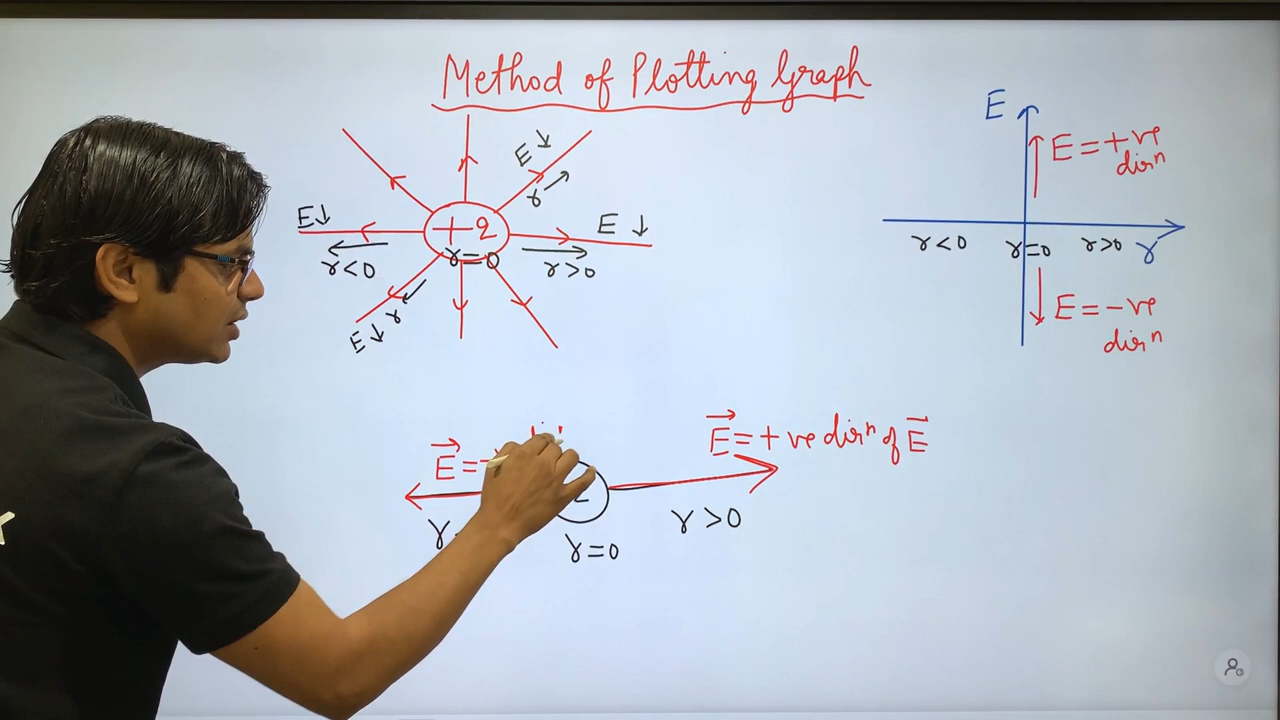 Method of Plotting Graph
E↓
r
E↓
+q
r=0
r<0
E ↓
r>0
E↓
r
E
E = +ve
dirⁿ
r<0
r=0
r>0
r
E = -ve
dirⁿ
E⃗ = -
E⃗ = +ve dirⁿ of E⃗
r
r=0
r>0